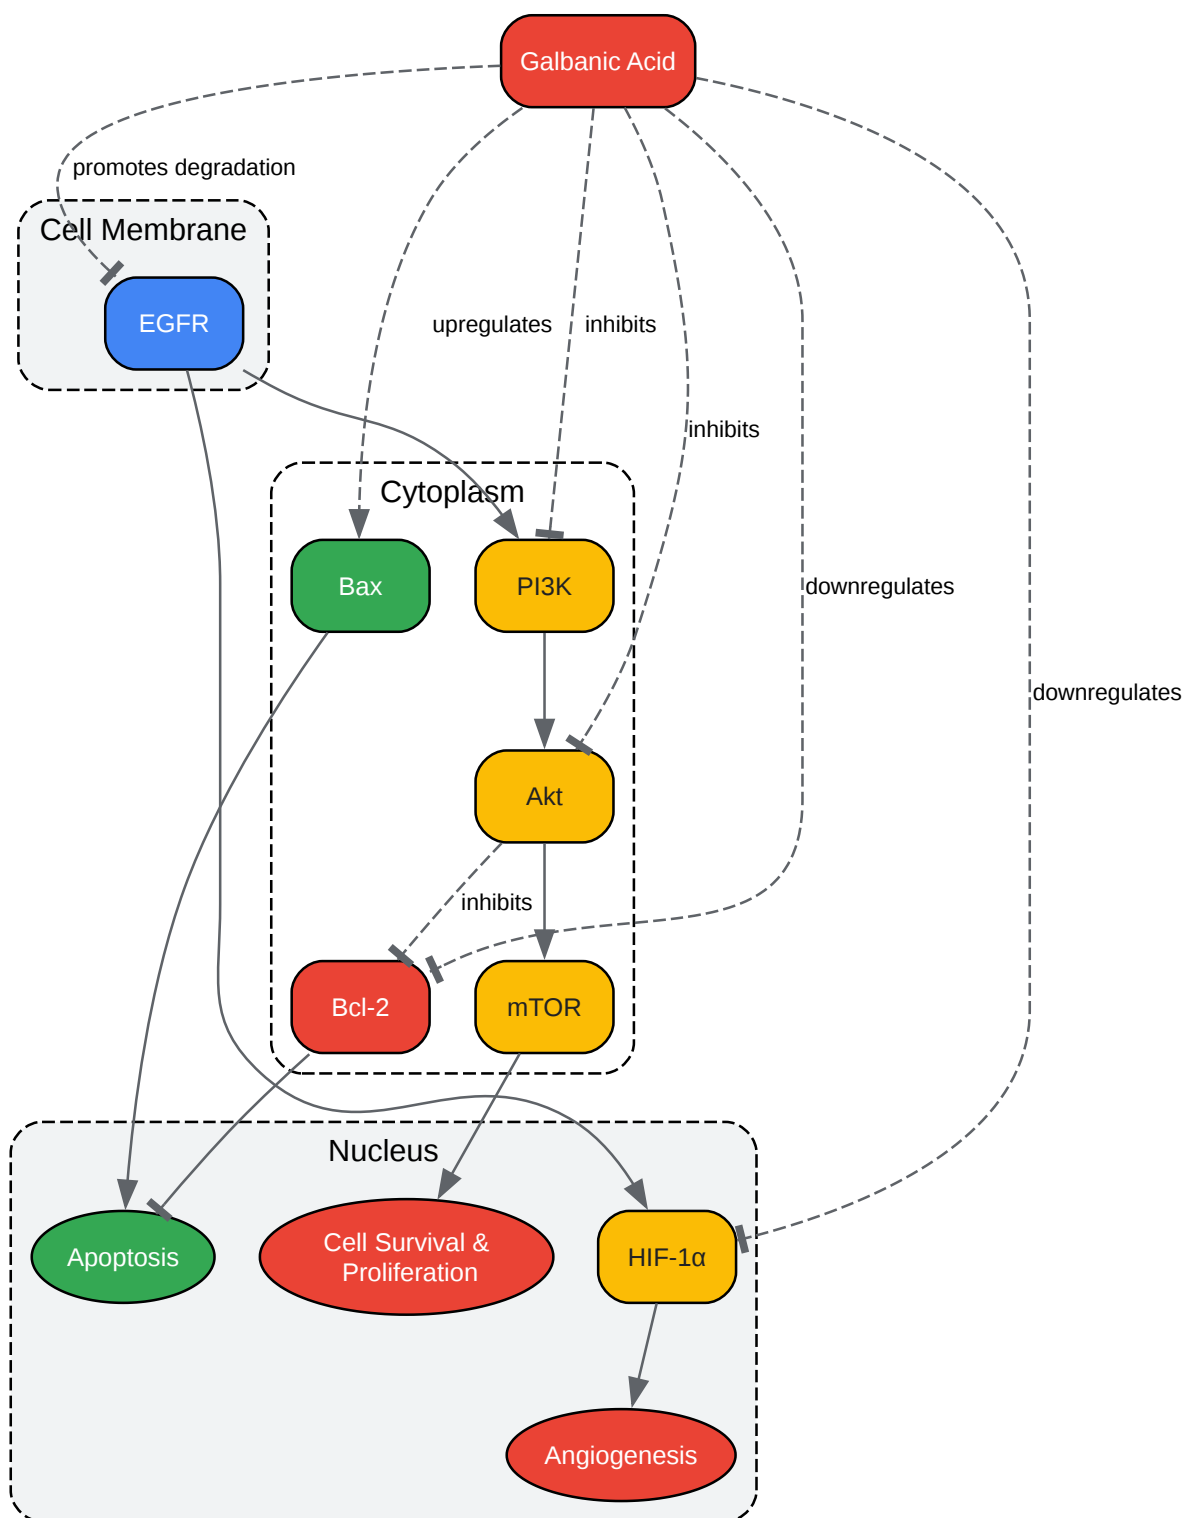 Galbanic Acid
promotes degradation
Cell Membrane
EGFR
upregulates
inhibits
inhibits
Cytoplasm
Bax
PI3K
downregulates
downregulates
Akt
inhibits
Bcl-2
mTOR
Nucleus
Apoptosis
Cell Survival &
Proliferation
HIF-1α
Angiogenesis